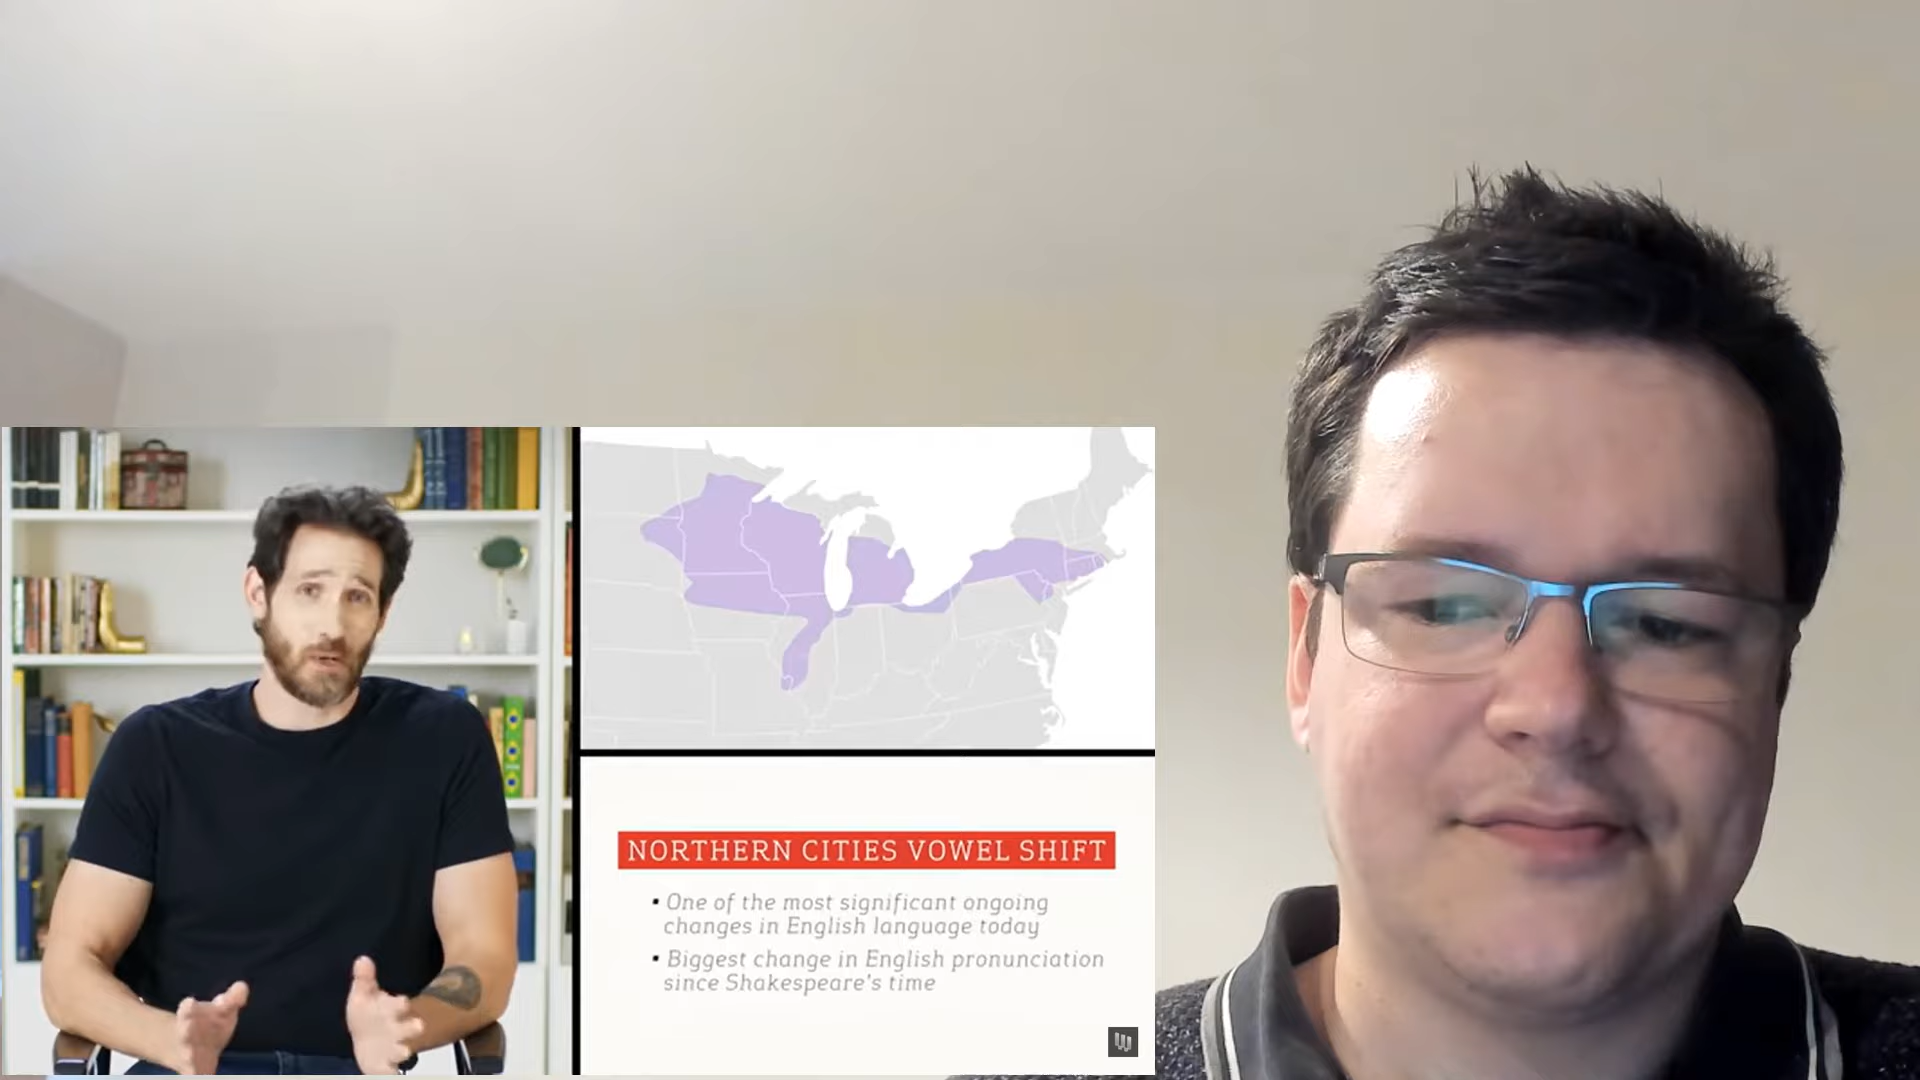 NORTHERN CITIES VOWEL SHIFT
▪ One of the most significant ongoing
changes in English language today
▪ Biggest change in English pronunciation
since Shakespeare's time